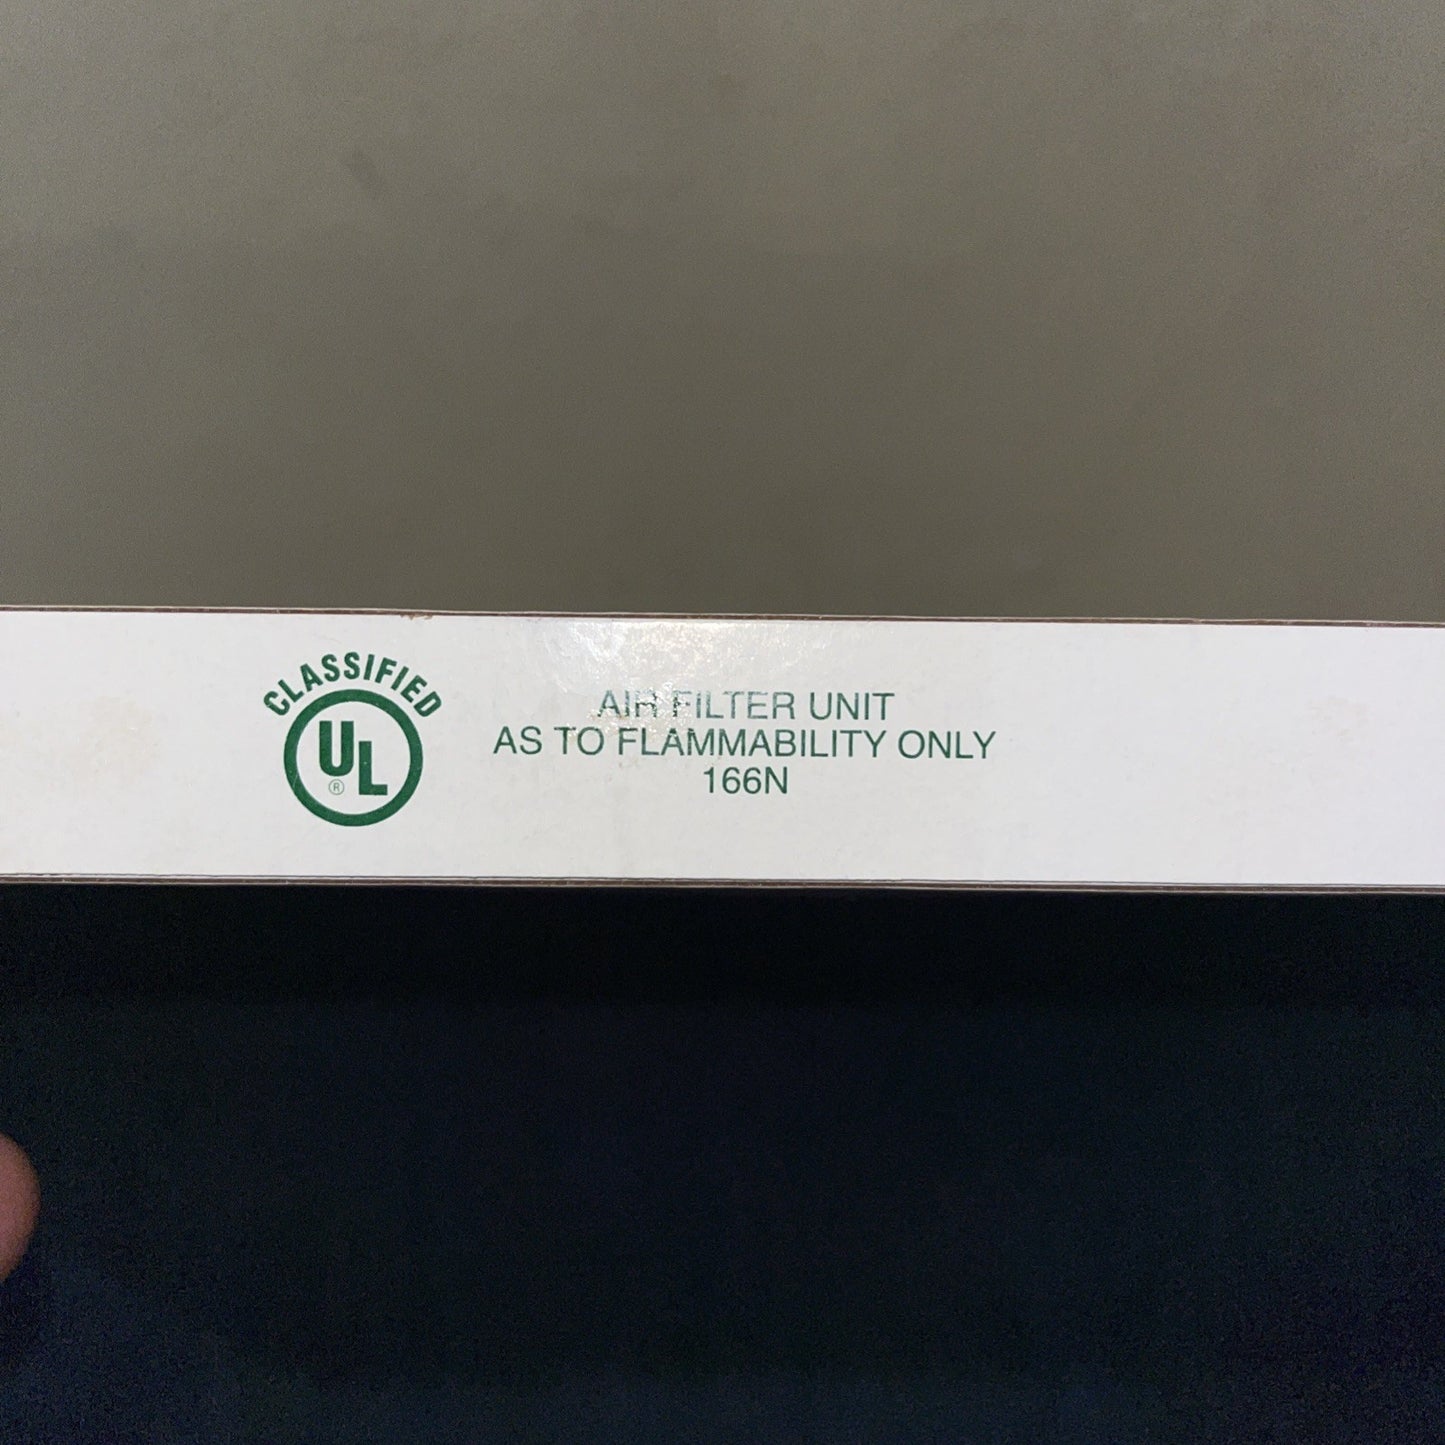 CLASSIFIED
UL
®
AIR FILTER UNIT
AS TO FLAMMABILITY ONLY
166N